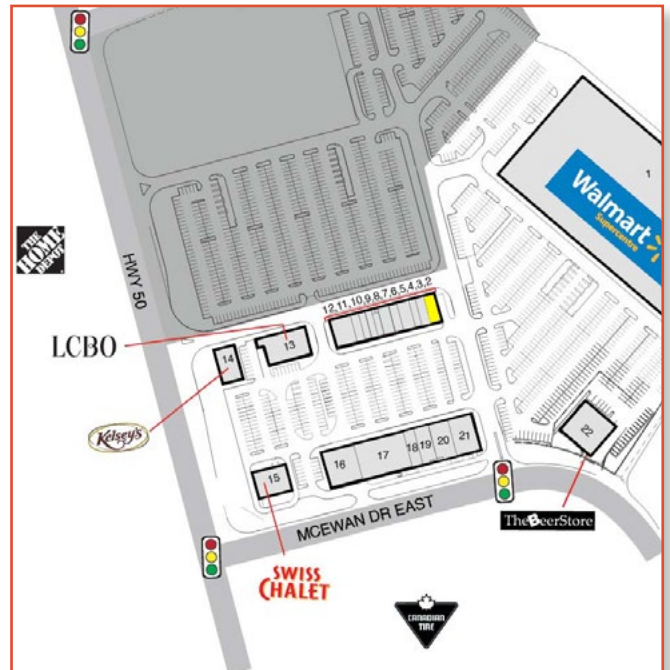 1
Walmart
Supercentre
THE
HOME
DEPOT
HWY 50
12,11,10,9,8,7,6,5,4,3,2
LCBO
13
14
Kelsey's
22
16 17 18 19 20 21
15
TheBeerStore
MCEWAN DR EAST
SWISS
CHALET
CANADIAN
TIRE